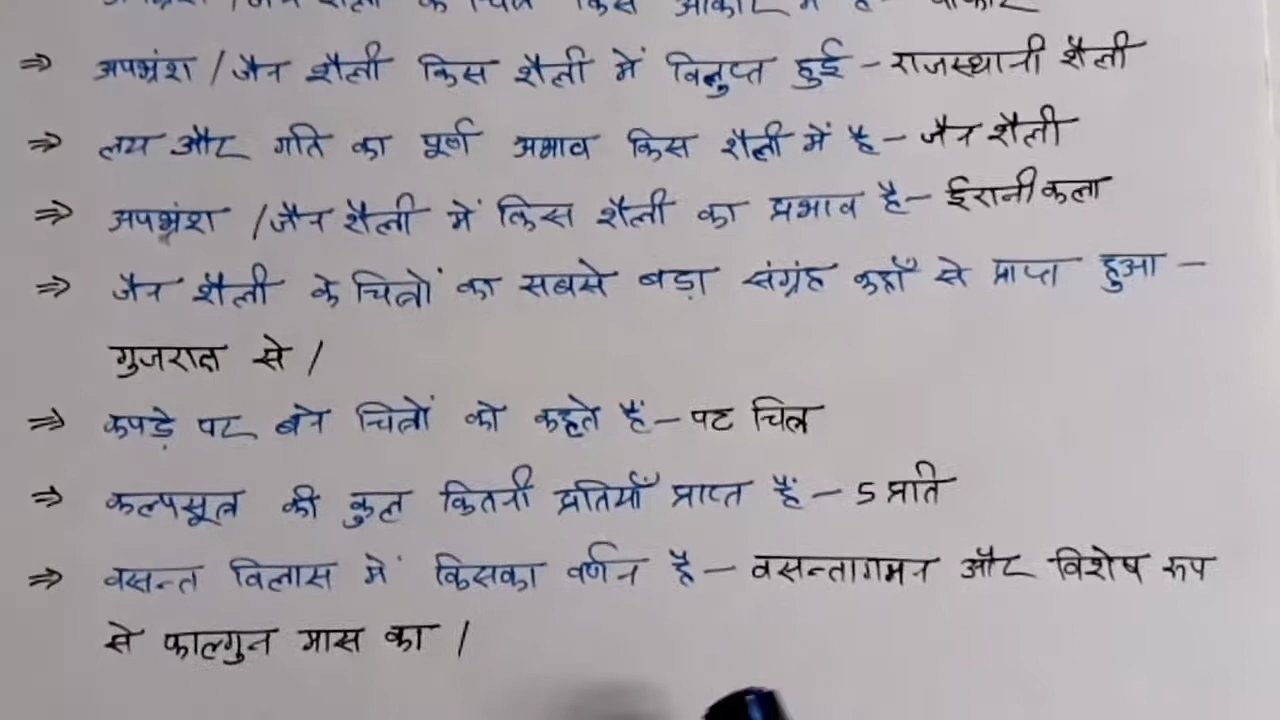 शैली के चित्र किस आकार में है -
⇒ अपभ्रंश / जैन शैली किस शैली में विलुप्त हुई - राजस्थानी शैली
⇒ लय और गति का पूर्ण अभाव किस शैली में है - जैन शैली
⇒ अपभ्रंश / जैन शैली में किस शैली का प्रभाव है - ईरानी कला
⇒ जैन शैली के चित्रों का सबसे बड़ा संग्रंह कहाँ से प्राप्त हुआ -
गुजरात से /
⇒ कपड़े पर बने चित्रों को कहते हैं - पट चित्र
⇒ कल्पसूत्र की कुल कितनी प्रतियाँ प्राप्त हैं - 5 प्रति
⇒ वसन्त विलास में किसका वर्णन है - वसन्तागमन और विशेष रूप
से फाल्गुन मास का /